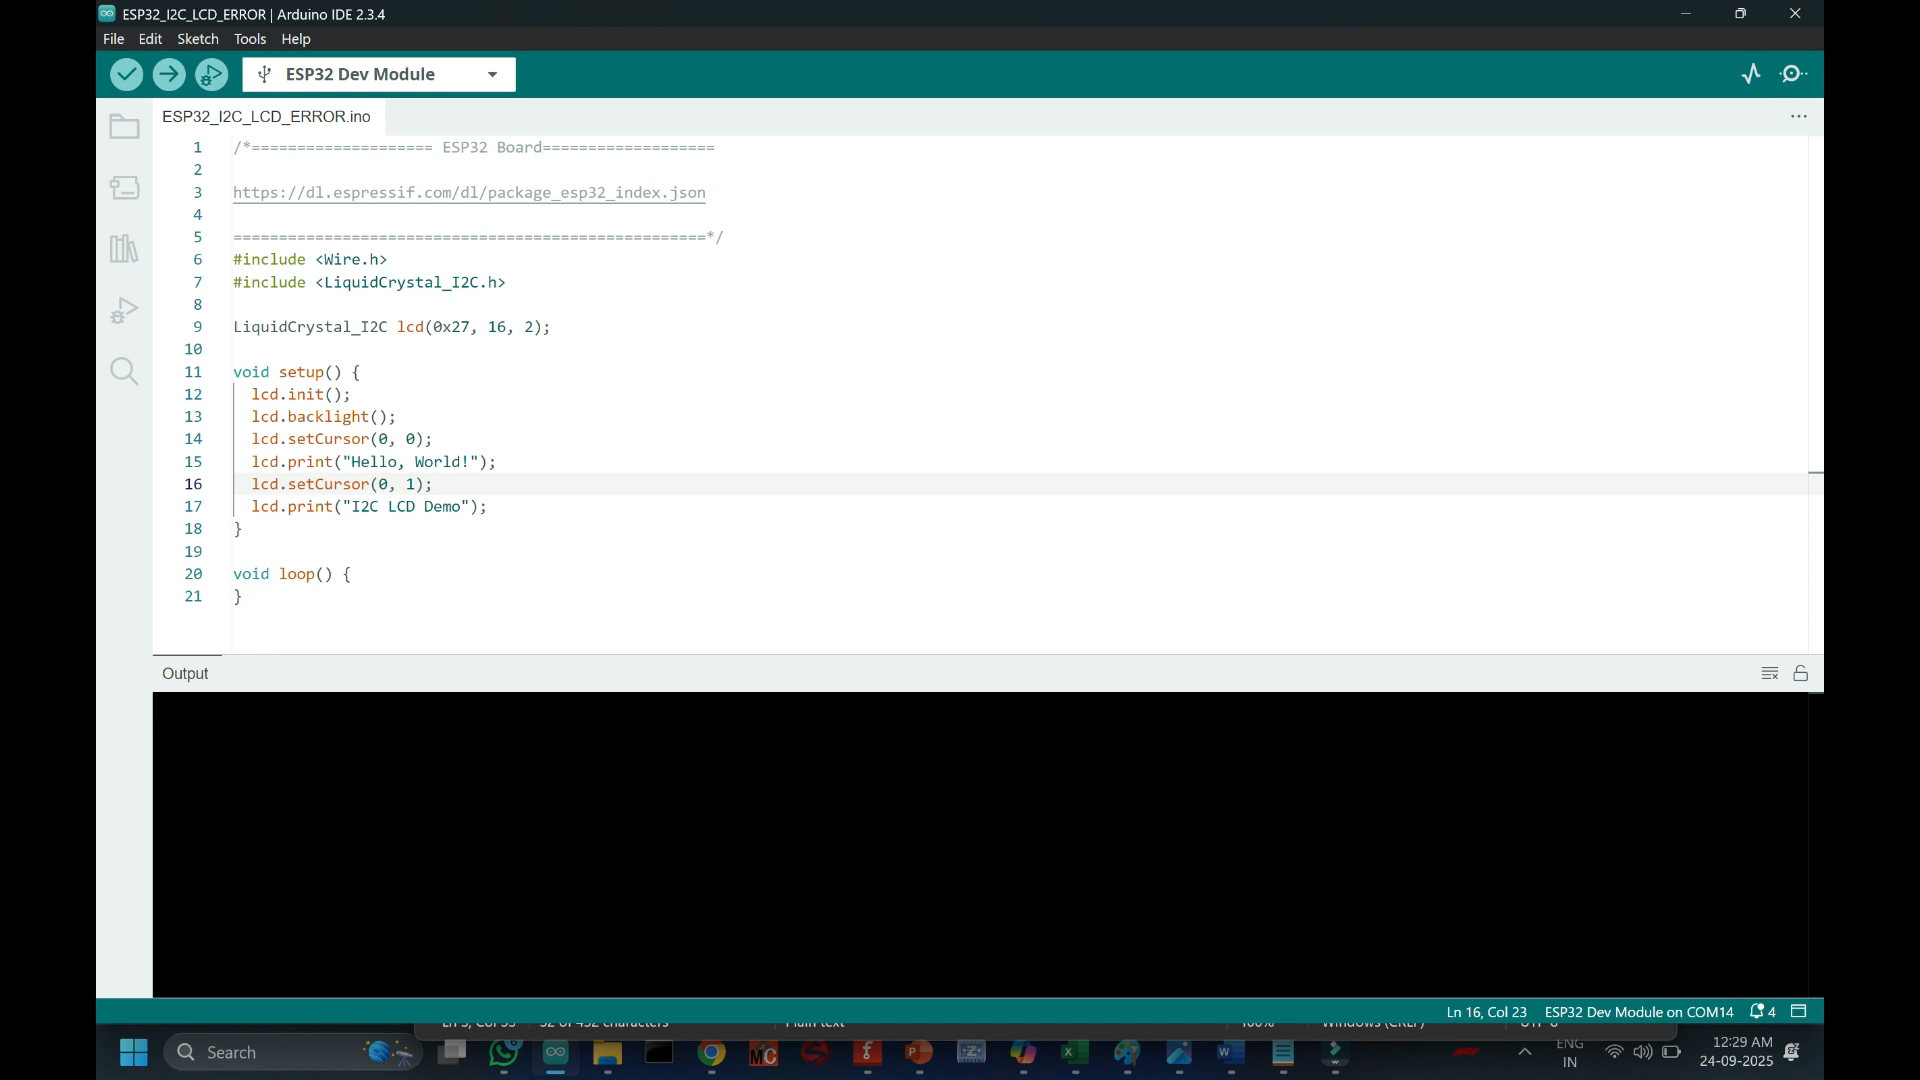 ESP32_I2C_LCD_ERROR | Arduino IDE 2.3.4
File Edit Sketch Tools Help
ESP32 Dev Module
ESP32_I2C_LCD_ERROR.ino
1 /*==================== ESP32 Board===================
2
3 https://dl.espressif.com/dl/package_esp32_index.json
4
5 ====================================================*/
6 #include <Wire.h>
7 #include <LiquidCrystal_I2C.h>
8
9 LiquidCrystal_I2C lcd(0x27, 16, 2);
10
11 void setup() {
12 lcd.init();
13 lcd.backlight();
14 lcd.setCursor(0, 0);
15 lcd.print("Hello, World!");
16 lcd.setCursor(0, 1);
17 lcd.print("I2C LCD Demo");
18 }
19
20 void loop() {
21 }
Output
Ln 16, Col 23 ESP32 Dev Module on COM14 4
Search
ENG
IN
12:29 AM
24-09-2025